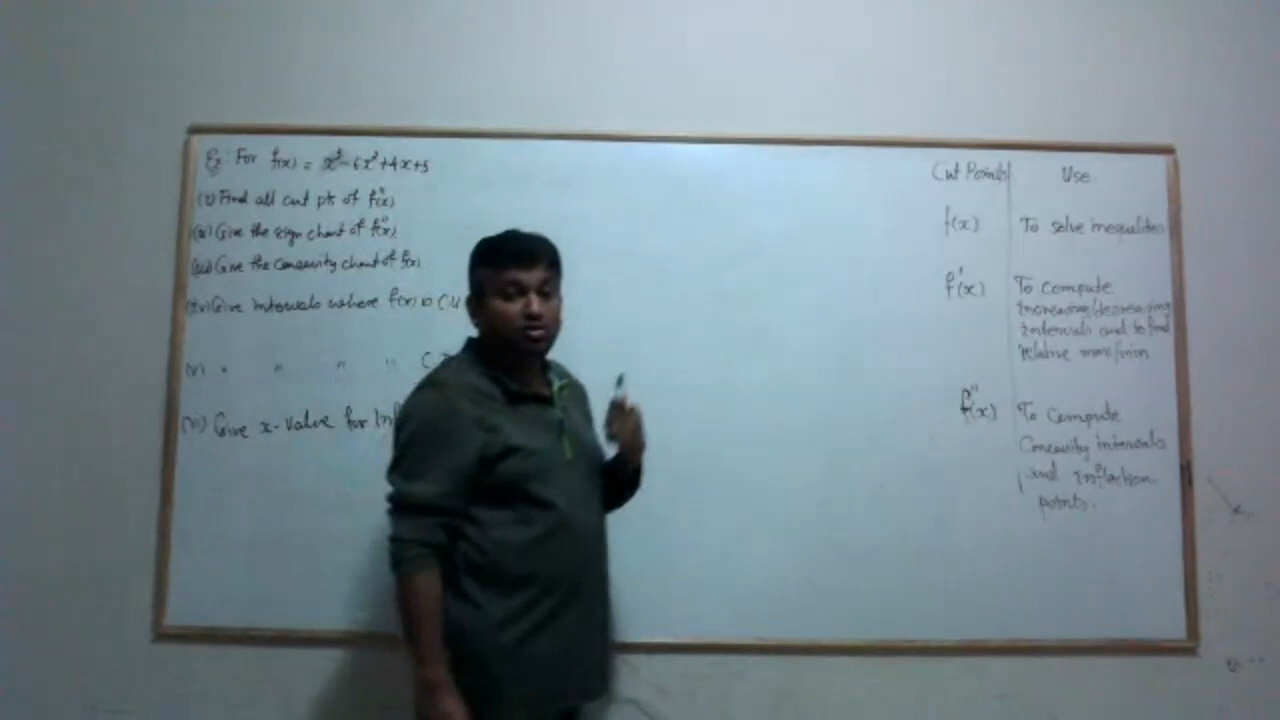 Ex: For f(x) = x³-6x²+4x+5
(i) Find all cut pts of f''(x)
(ii) Give the sign chart of f''(x)
(iii) Give the concavity chart of f(x)
(iv) Give intervals where f(x) is C.U
(v) " " " " C.
(vi) Give x-value for Inf
Cut Points Use
f(x) To solve inequalities
f'(x) To compute
increasing/decreasing
intervals and to find
relative max/min
f''(x) To Compute
Concavity Intervals
and inflection
points.